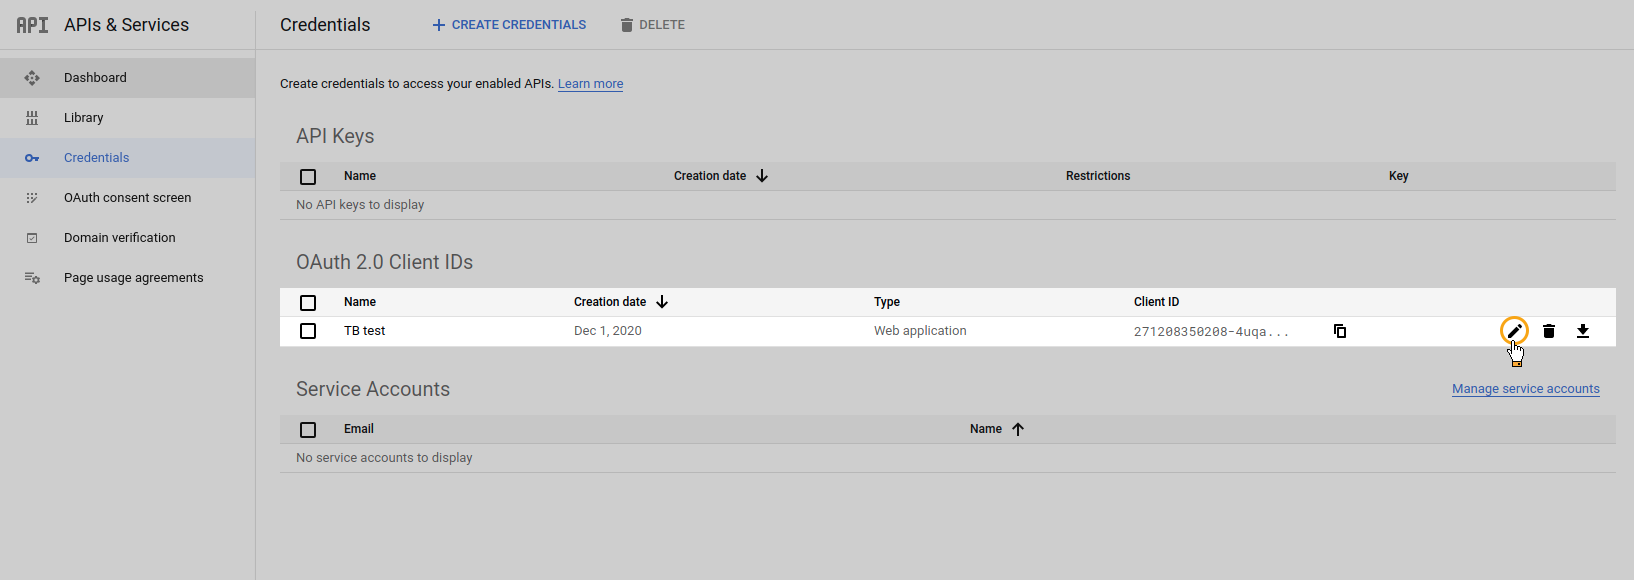 API APIs & Services
Credentials
CREATE CREDENTIALS
DELETE
Dashboard
Library
Credentials
OAuth consent screen
Domain verification
Page usage agreements
Create credentials to access your enabled APIs. Learn more
API Keys
Name Creation date Restrictions Key
No API keys to display
OAuth 2.0 Client IDs
Name Creation date Type Client ID
TB test Dec 1, 2020 Web application 271208350208-4uqa...
Service Accounts
Manage service accounts
Email Name
No service accounts to display